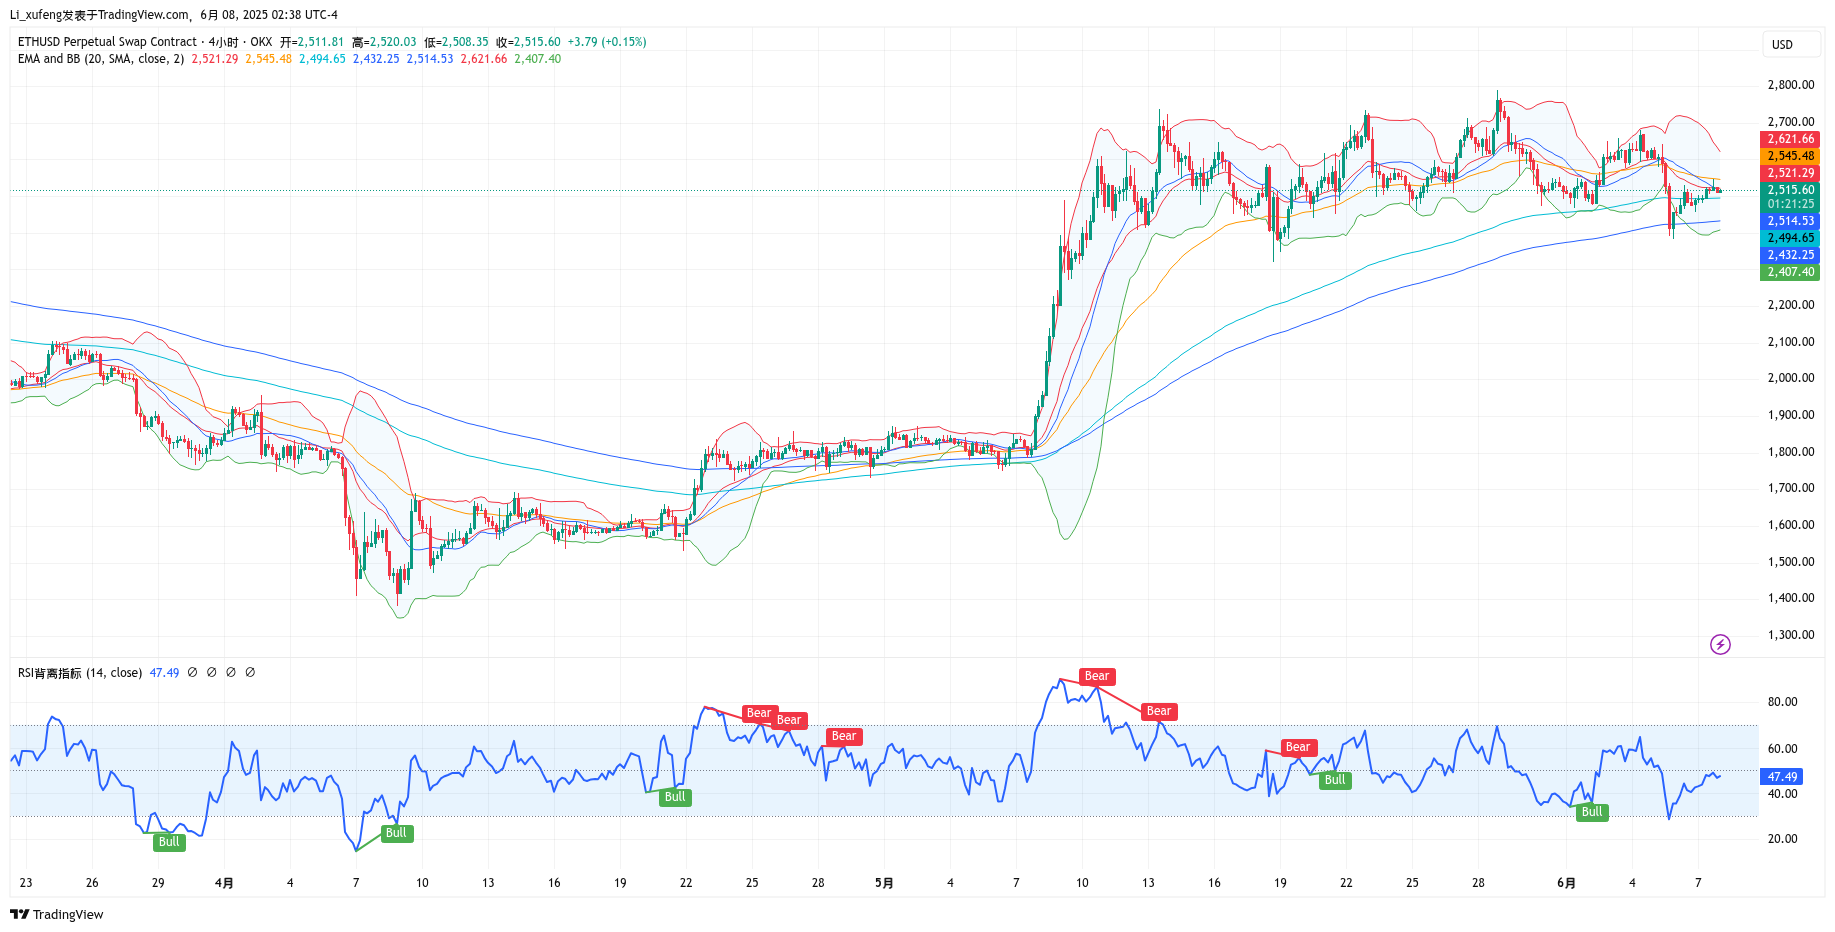 Li_xufeng发表于TradingView.com, 6月 08, 2025 02:38 UTC-4
ETHUSD Perpetual Swap Contract · 4小时 · OKX 开=2,511.81 高=2,520.03 低=2,508.35 收=2,515.60 +3.79 (+0.15%)
EMA and BB (20, SMA, close, 2) 2,521.29 2,545.48 2,494.65 2,432.25 2,514.53 2,621.66 2,407.40
USD
2,800.00
2,700.00
2,621.66
2,545.48
2,521.29
2,515.60
01:21:25
2,514.53
2,494.65
2,432.25
2,407.40
2,200.00
2,100.00
2,000.00
1,900.00
1,800.00
1,700.00
1,600.00
1,500.00
1,400.00
1,300.00
RSI背离指标 (14, close) 47.49 ∅ ∅ ∅ ∅
Bear
Bear
Bear
Bear
Bear
Bear
Bull
Bull
Bull
Bull
Bull
80.00
60.00
47.49
40.00
20.00
23 26 29 4月 4 7 10 13 16 19 22 25 28 5月 4 7 10 13 16 19 22 25 28 6月 4 7
TradingView